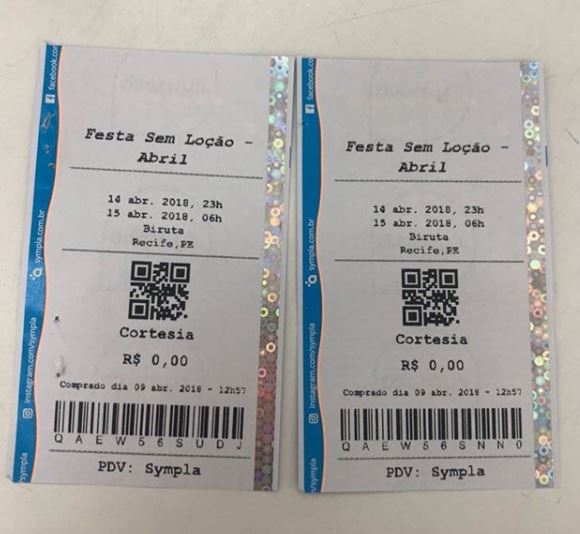 facebook.co
Festa Sem Loção -
Abril
14 abr. 2018, 23h
15 abr. 2018, 06h
Biruta
Recife,PE
Cortesia
R$ 0,00
Comprado dia 09 abr. 2018 - 12h57
QAEW56SUDJ
PDV: Sympla
sympla.com.br
instagram.com/sympla
sympla
facebook.com
Festa Sem Loção -
Abril
14 abr. 2018, 23h
15 abr. 2018, 06h
Biruta
Recife,PE
Cortesia
R$ 0,00
Comprado dia 09 abr. 2018 - 12h57
QAEW56SNN0
PDV: Sympla
sympla.com.br
instagram.com/sympla
m/sympla